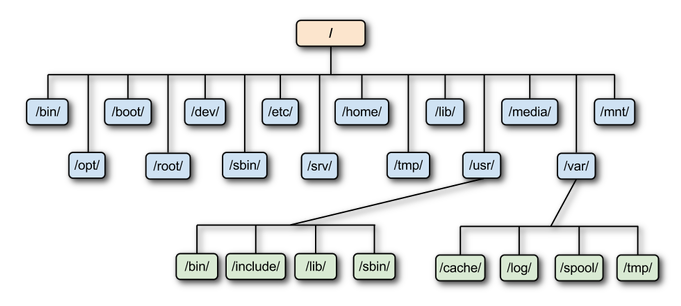 /
/bin/ /boot/ /dev/ /etc/ /home/ /lib/ /media/ /mnt/
/opt/ /root/ /sbin/ /srv/ /tmp/ /usr/ /var/
/bin/ /include/ /lib/ /sbin/ /cache/ /log/ /spool/ /tmp/